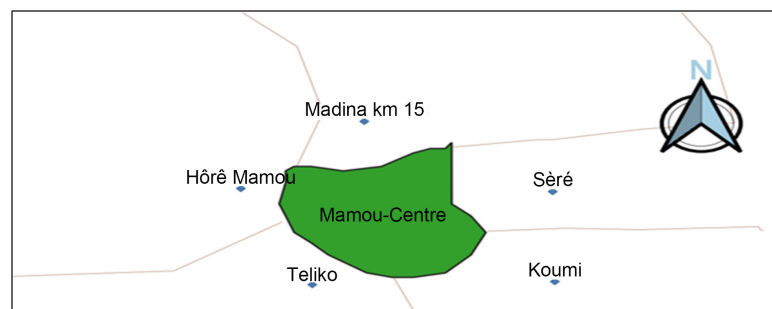 N
Madina km 15
Hôrê Mamou
Sèré
Mamou-Centre
Teliko
Koumi